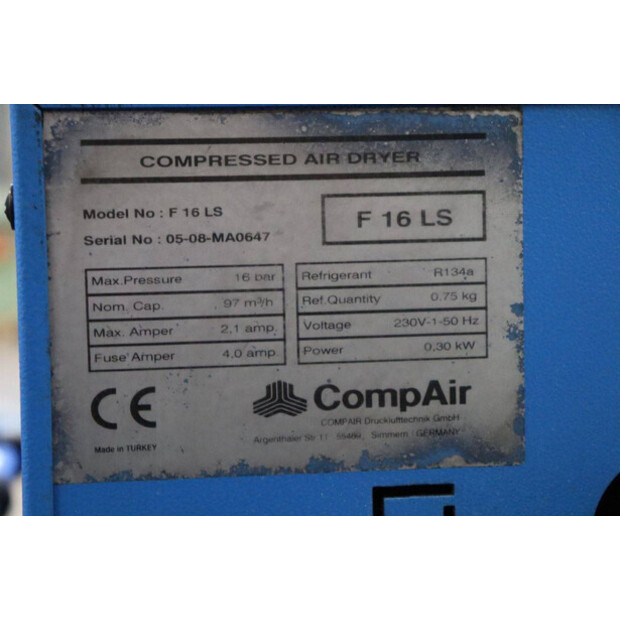 COMPRESSED AIR DRYER
Model No : F 16 LS
F 16 LS
Serial No : 05-08-MA0647
Max.Pressure 16 bar
Nom. Cap. 97 m³/h
Max. Amper 2,1 amp.
Fuse Amper 4,0 amp.
Refrigerant R134a
Ref.Quantity 0,75 kg
Voltage 230V-1-50 Hz
Power 0,30 kW
CE
Made in TURKEY
CompAir
COMPAIR Drucklufttechnik GmbH
Argenthaler Str. 11 Simmern / GERMANY